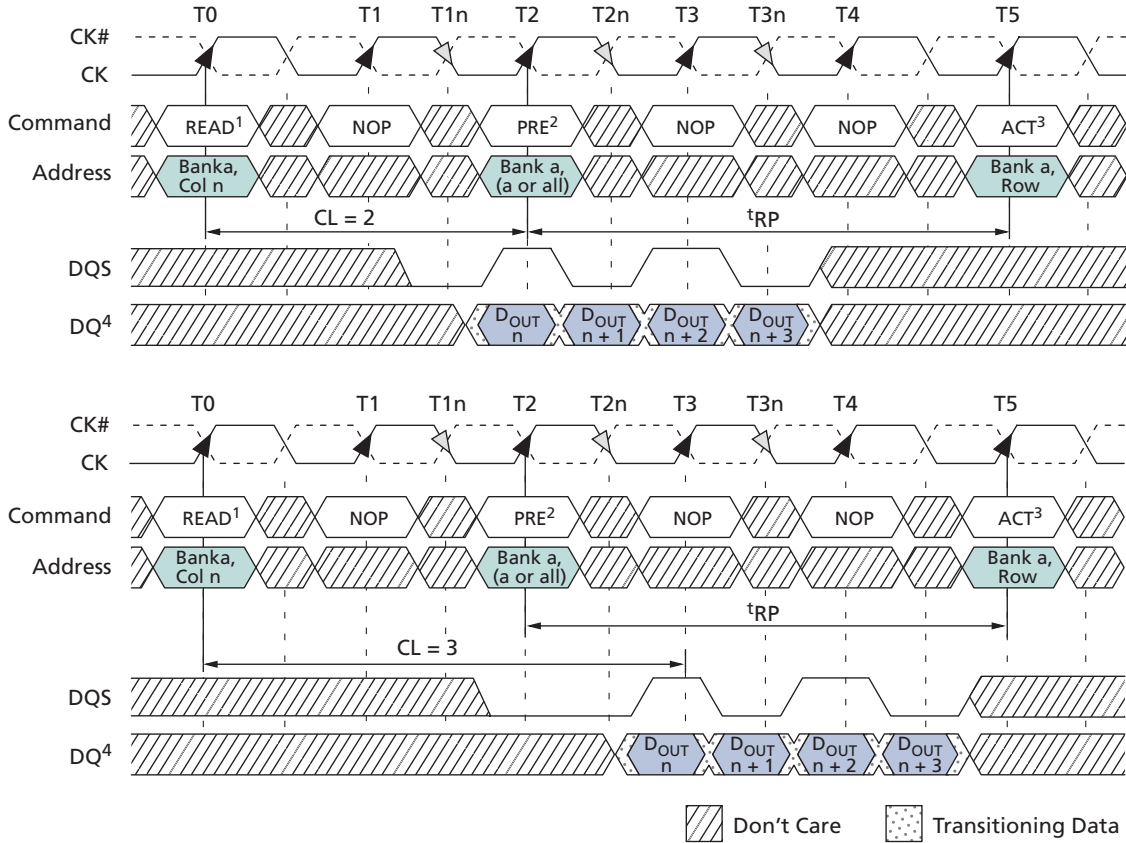 T0 T1 T1n T2 T2n T3 T3n T4 T5
CK#
CK
Command READ1 NOP PRE2 NOP NOP ACT3
Address Banka, Col n Bank a, (a or all) Bank a, Row
CL = 2 tRP
DQS
DQ4 DOUT n DOUT n + 1 DOUT n + 2 DOUT n + 3
T0 T1 T1n T2 T2n T3 T3n T4 T5
CK#
CK
Command READ1 NOP PRE2 NOP NOP ACT3
Address Banka, Col n Bank a, (a or all) Bank a, Row
tRP
CL = 3
DQS
DQ4 DOUT n DOUT n + 1 DOUT n + 2 DOUT n + 3
Don't Care Transitioning Data